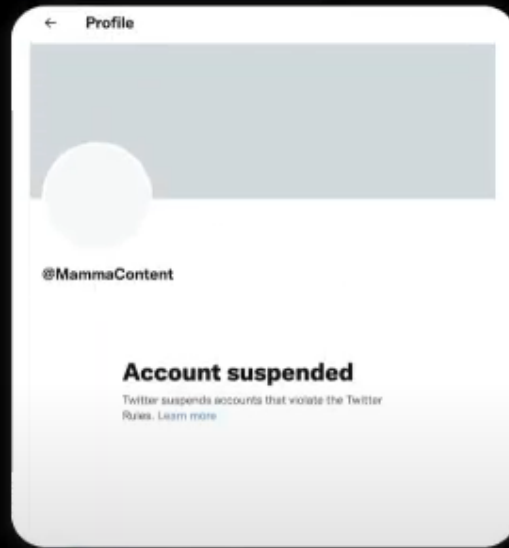 ← Profile
@MammaContent
Account suspended
Twitter suspends accounts that violate the Twitter
Rules. Learn more